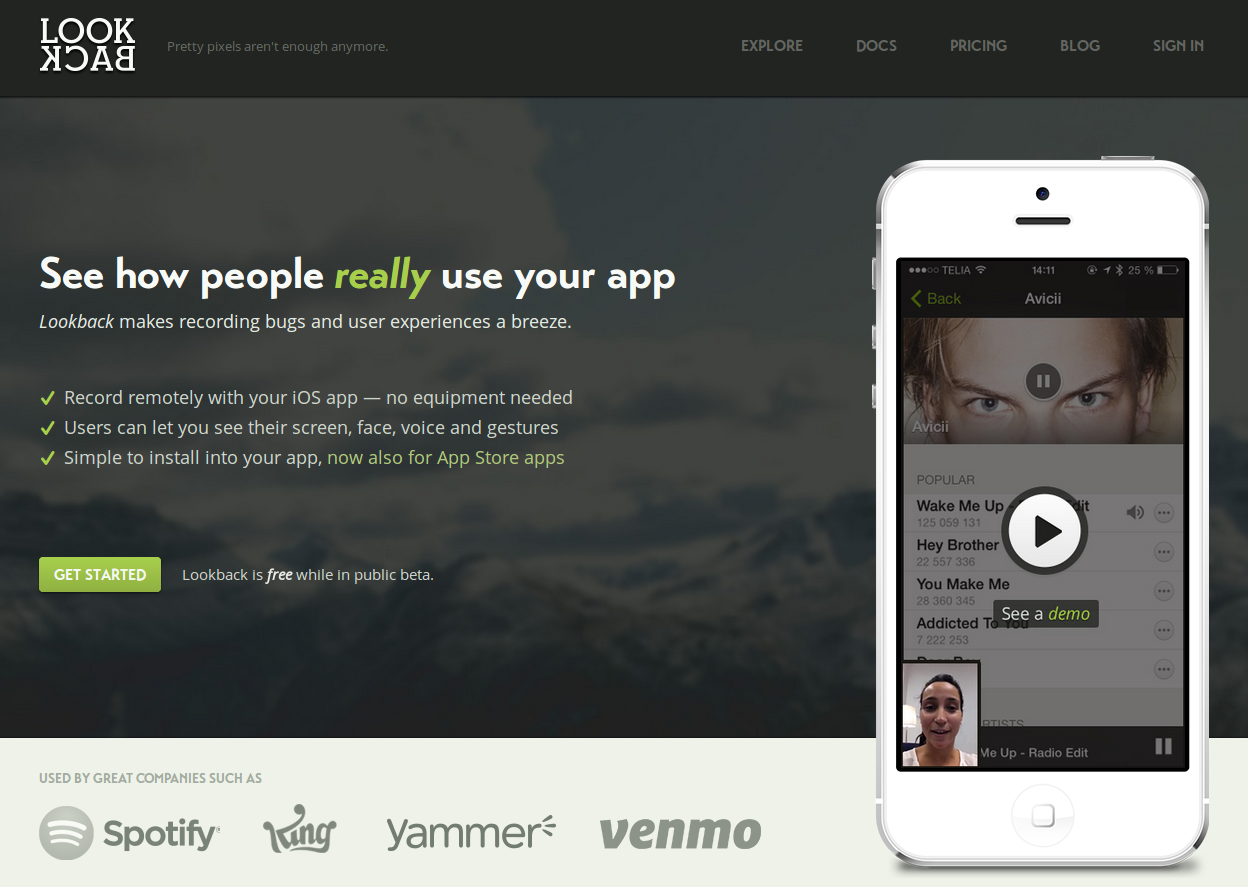 LOOK
BACK
Pretty pixels aren't enough anymore.
EXPLORE DOCS PRICING BLOG SIGN IN
See how people really use your app
Lookback makes recording bugs and user experiences a breeze.
Record remotely with your iOS app — no equipment needed
Users can let you see their screen, face, voice and gestures
Simple to install into your app, now also for App Store apps
GET STARTED
Lookback is free while in public beta.
TELIA 14:11 25 %
Back Avicii
Avicii
POPULAR
Wake Me Up -
125 059 131
Hey Brother
22 557 336
You Make Me
28 360 345
See a demo
Addicted To You
7 222 253
Me Up - Radio Edit
USED BY GREAT COMPANIES SUCH AS
Spotify King yammer venmo